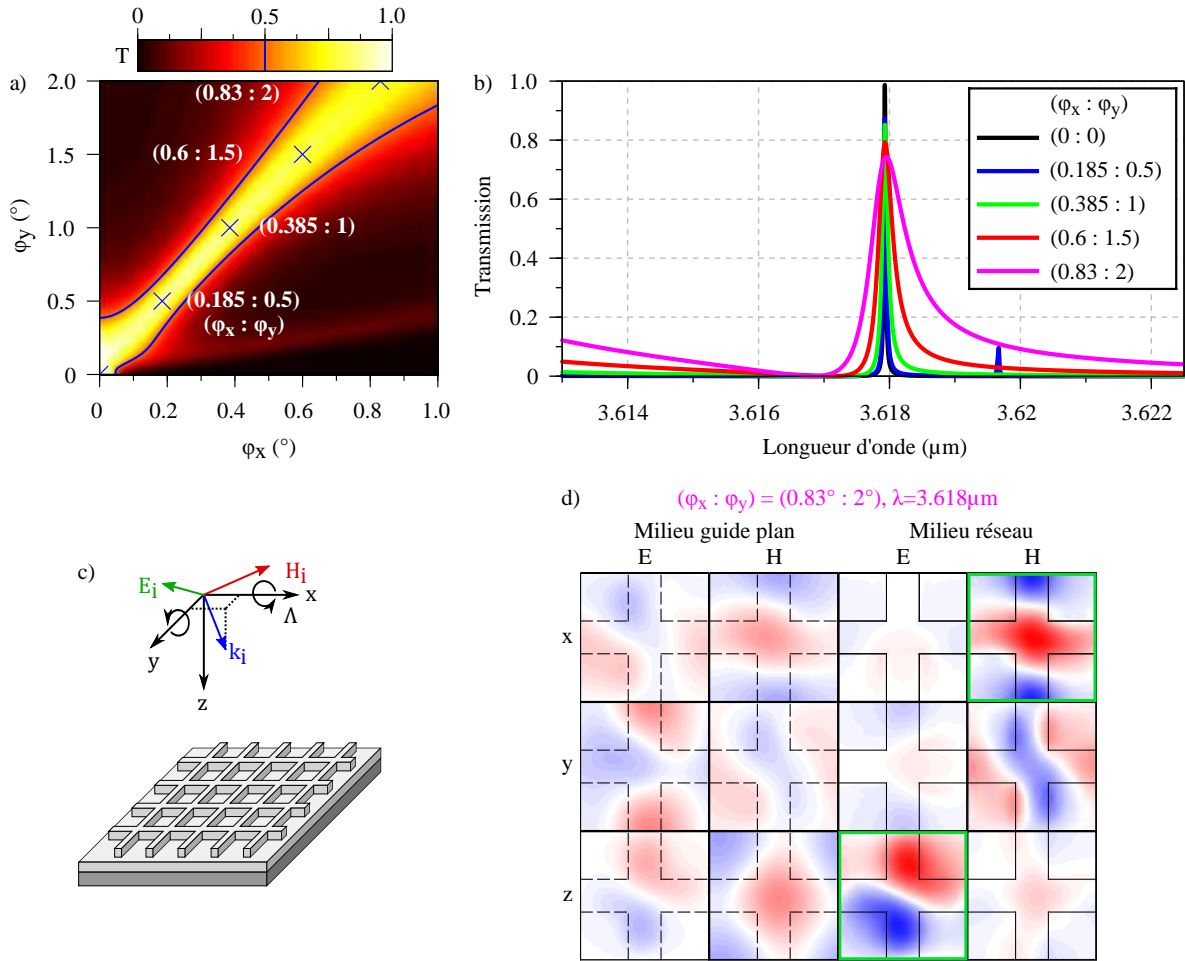 0 0.5 1.0
T
a)
2.0
1.5
1.0
0.5
0
φy (°)
(0.83 : 2)
(0.6 : 1.5)
(0.385 : 1)
(0.185 : 0.5)
(φx : φy)
0 0.2 0.4 0.6 0.8 1.0
φx (°)
b)
1.0
0.8
0.6
0.4
0.2
0
Transmission
(φx : φy)
(0 : 0)
(0.185 : 0.5)
(0.385 : 1)
(0.6 : 1.5)
(0.83 : 2)
3.614 3.616 3.618 3.62 3.622
Longueur d'onde (µm)
c)
Ei Hi
x
Λ
y ki
z
d) (φx : φy) = (0.83° : 2°), λ=3.618µm
Milieu guide plan Milieu réseau
E H E H
x
y
z